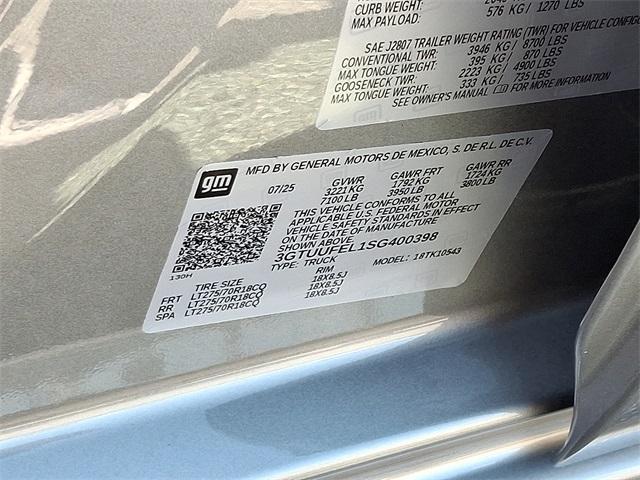 CURB WEIGHT:
MAX PAYLOAD: 576 KG / 1270 LBS
SAE J2807 TRAILER WEIGHT RATING (TWR) FOR VEHICLE
CONVENTIONAL TWR: 3946 KG / 8700 LBS
MAX TONGUE WEIGHT: 395 KG / 870 LBS
GOOSENECK TWR: 2223 KG / 4900 LBS
MAX TONGUE WEIGHT: 333 KG / 735 LBS
SEE OWNER'S MANUAL FOR MORE INFORMATION
gm
MFD BY GENERAL MOTORS DE MEXICO, S. DE R.L. DE C.V.
07/25 GVWR GAWR FRT GAWR RR
3221 KG 1792 KG 1724 KG
7100 LB 3950 LB 3800 LB
THIS VEHICLE CONFORMS TO ALL
APPLICABLE U.S. FEDERAL MOTOR
VEHICLE SAFETY STANDARDS IN EFFECT
ON THE DATE OF MANUFACTURE
SHOWN ABOVE.
3GTUUFEL1SG400398
TYPE: TRUCK MODEL: 18TK10543
130H
TIRE SIZE RIM
FRT LT275/70R18CQ 18X8.5J
RR LT275/70R18CQ 18X8.5J
SPA LT275/70R18CQ 18X8.5J